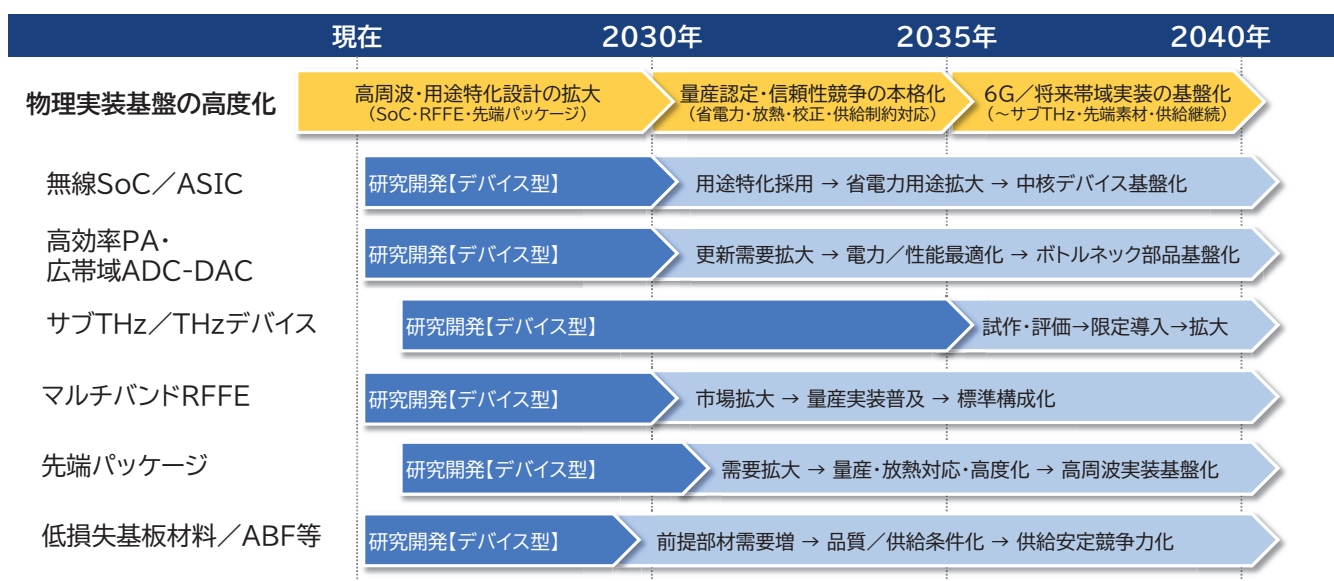 現在 2030年 2035年 2040年
物理実装基盤の高度化
高周波・用途特化設計の拡大
(SoC・RFFE・先端パッケージ)
量産認定・信頼性競争の本格化
(省電力・放熱・校正・供給制約対応)
6G／将来帯域実装の基盤化
(～サブTHz・先端素材・供給継続)
無線SoC／ASIC
研究開発【デバイス型】
用途特化採用 → 省電力用途拡大 → 中核デバイス基盤化
高効率PA・
広帯域ADC-DAC
研究開発【デバイス型】
更新需要拡大 → 電力／性能最適化 → ボトルネック部品基盤化
サブTHz／THzデバイス
研究開発【デバイス型】
試作・評価→限定導入→拡大
マルチバンドRFFE
研究開発【デバイス型】
市場拡大 → 量産実装普及 → 標準構成化
先端パッケージ
研究開発【デバイス型】
需要拡大 → 量産・放熱対応・高度化 → 高周波実装基盤化
低損失基板材料／ABF等
研究開発【デバイス型】
前提部材需要増 → 品質／供給条件化 → 供給安定競争力化